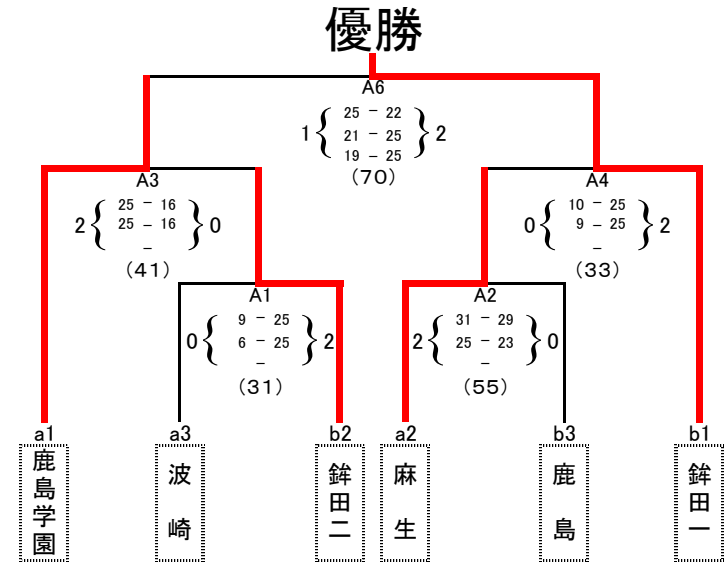 優勝
A6
1 { 25 － 22 } 2
21 － 25
19 － 25
(70)
A3
2 { 25 － 16 } 0
25 － 16
－
(41)
A4
0 { 10 － 25 } 2
9 － 25
－
(33)
A1
0 { 9 － 25 } 2
6 － 25
－
(31)
A2
2 { 31 － 29 } 0
25 － 23
－
(55)
a1
a3
b2
a2
b3
b1
鹿島学園
波崎
鉾田二
麻生
鹿島
鉾田一